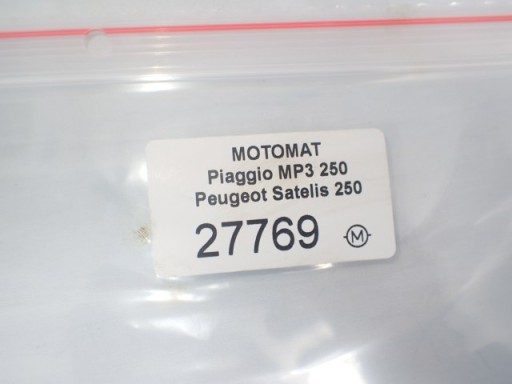 MOTOMAT
Piaggio MP3 250
Peugeot Satelis 250
27769 M